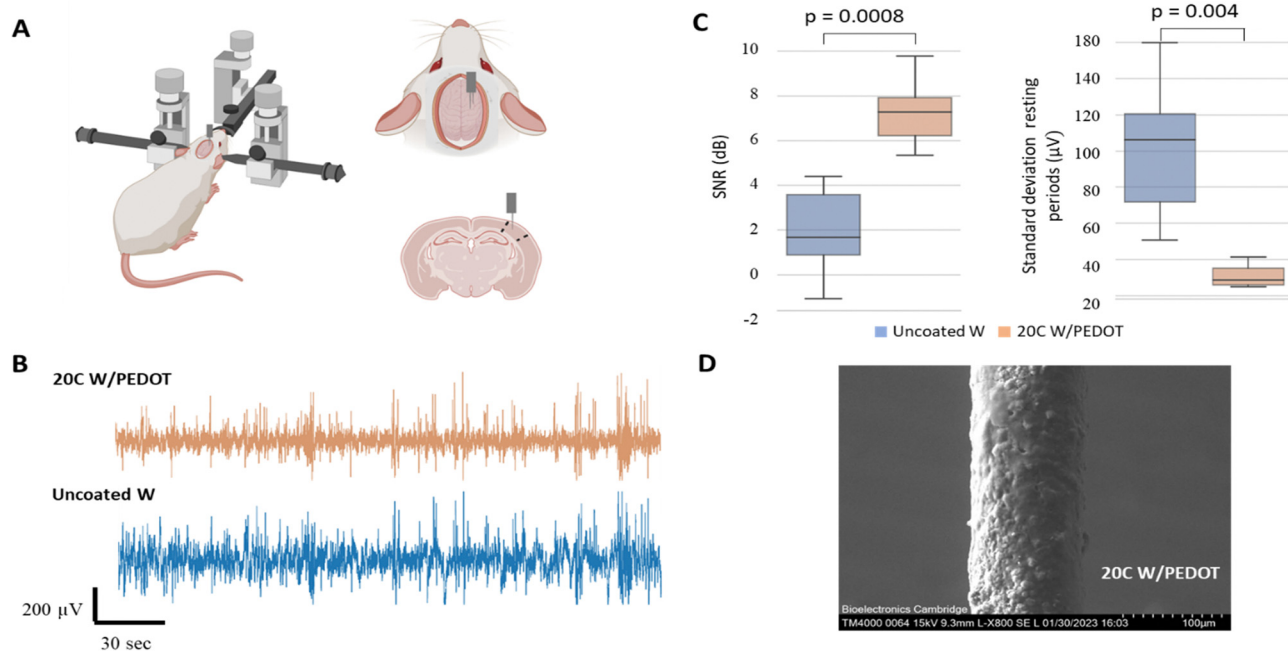 A
B
20C W/PEDOT
Uncoated W
200 µV
30 sec
C
p = 0.0008
SNR (dB)
10
8
6
4
2
0
-2
p = 0.004
Standard deviation resting
periods (µV)
180
160
140
120
100
80
60
40
20
Uncoated W
20C W/PEDOT
D
20C W/PEDOT
Bioelectronics Cambridge
TM4000 0064 15kV 9.3mm L-X800 SE L 01/30/2023 16:03
100µm